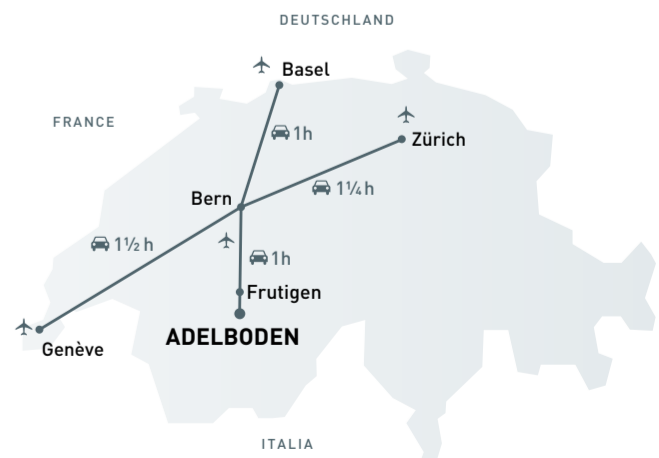 DEUTSCHLAND
Basel
FRANCE
1h
Zürich
1¼ h
Bern
1½ h
1h
Frutigen
ADELBODEN
Genève
ITALIA